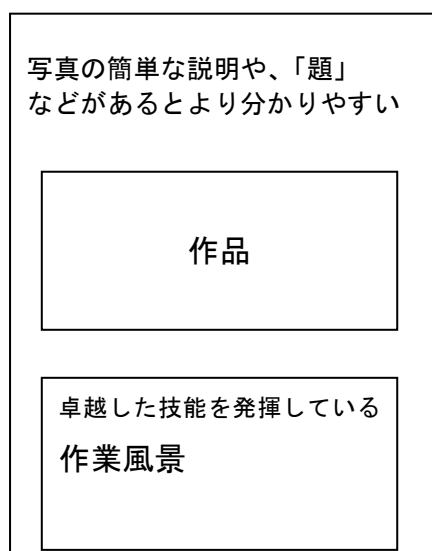 写真の簡単な説明や、「題」
などがあるとより分かりやすい
作品
卓越した技能を発揮している
作業風景